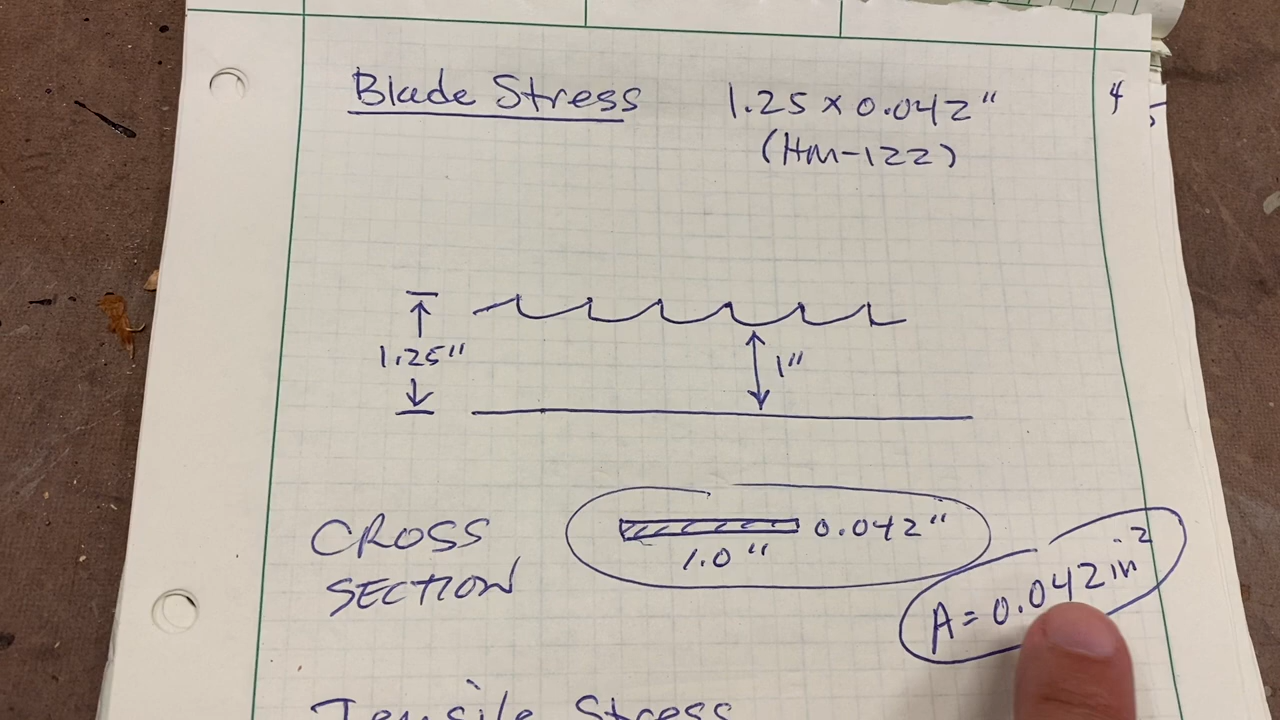 Blade Stress 1.25 x 0.042" 4
(HM-122)
1.25"
1"
CROSS
SECTION
0.042"
1.0"
A = 0.042 in²
Tensile Stress